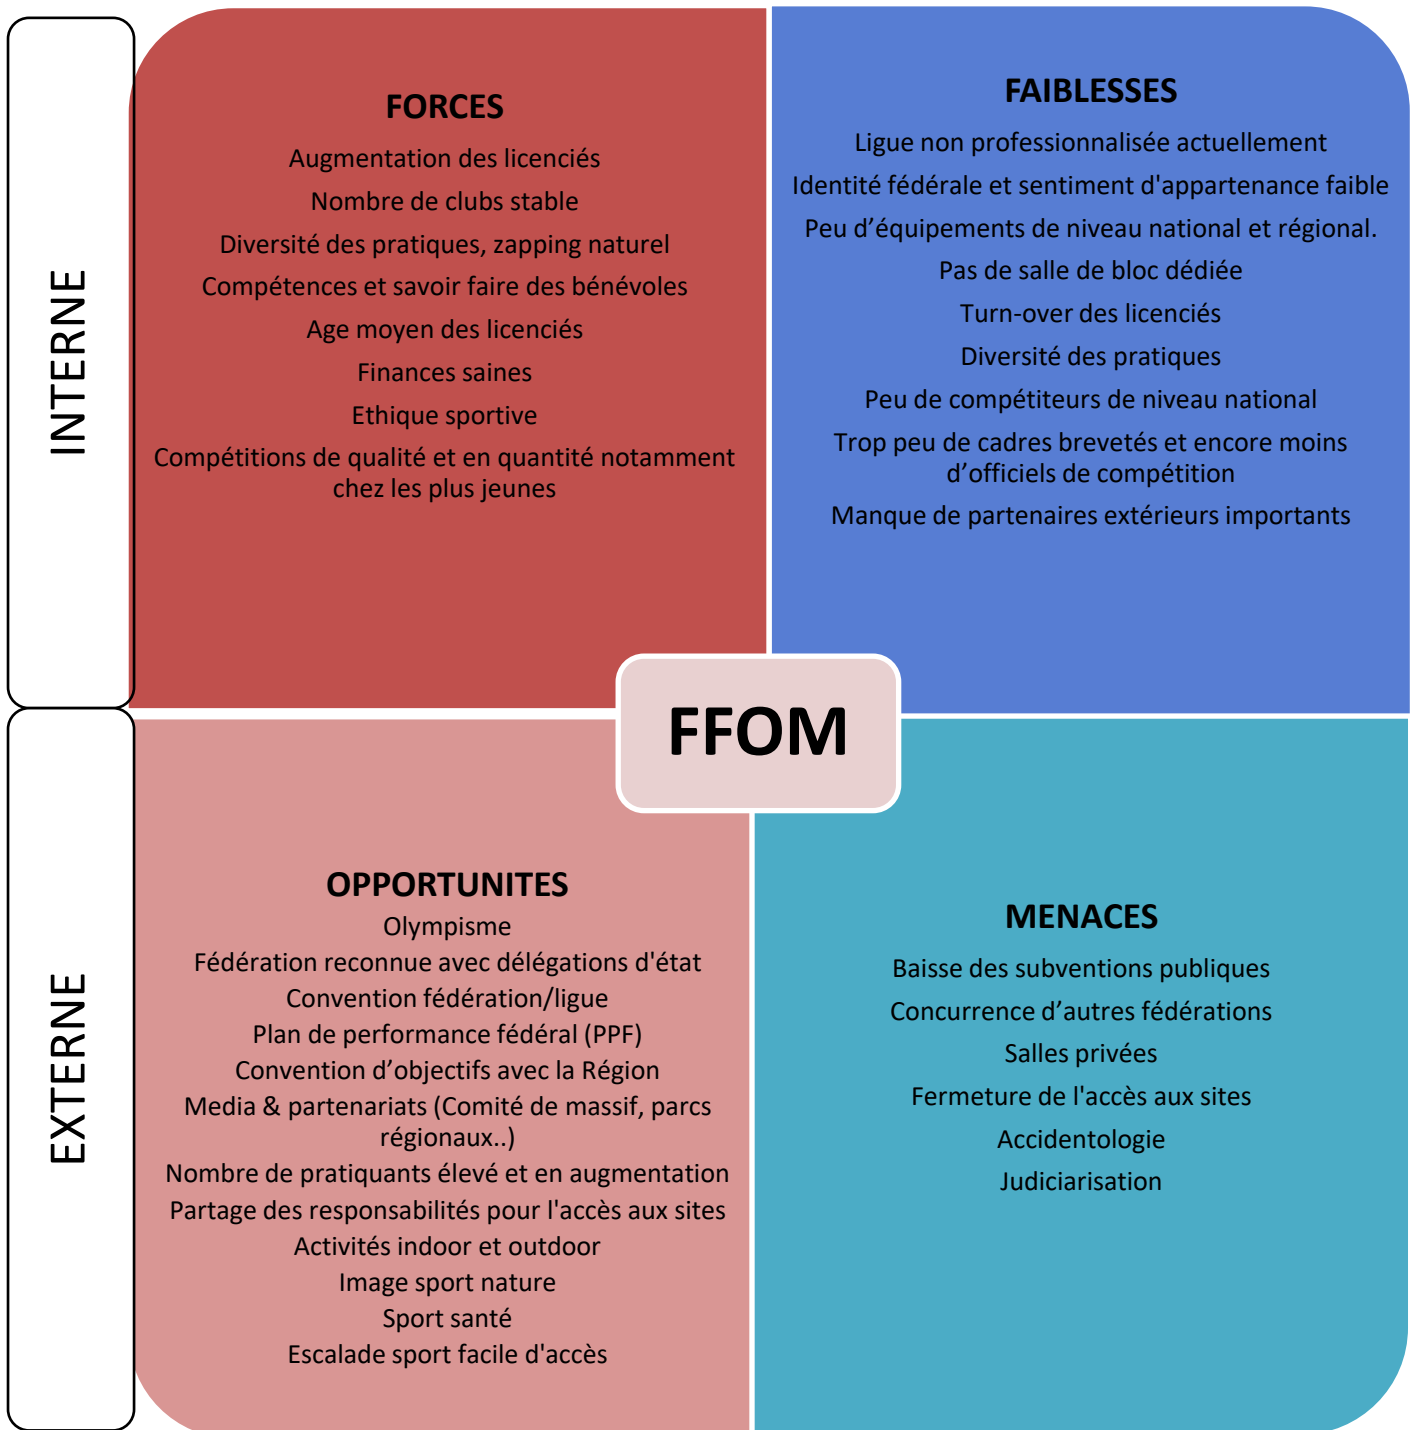 INTERNE
FORCES
Augmentation des licenciés
Nombre de clubs stable
Diversité des pratiques, zapping naturel
Compétences et savoir faire des bénévoles
Age moyen des licenciés
Finances saines
Ethique sportive
Compétitions de qualité et en quantité notamment
chez les plus jeunes
FAIBLESSES
Ligue non professionnalisée actuellement
Identité fédérale et sentiment d'appartenance faible
Peu d’équipements de niveau national et régional.
Pas de salle de bloc dédiée
Turn-over des licenciés
Diversité des pratiques
Peu de compétiteurs de niveau national
Trop peu de cadres brevetés et encore moins
d’officiels de compétition
Manque de partenaires extérieurs importants
FFOM
EXTERNE
OPPORTUNITES
Olympisme
Fédération reconnue avec délégations d'état
Convention fédération/ligue
Plan de performance fédéral (PPF)
Convention d’objectifs avec la Région
Media & partenariats (Comité de massif, parcs
régionaux..)
Nombre de pratiquants élevé et en augmentation
Partage des responsabilités pour l'accès aux sites
Activités indoor et outdoor
Image sport nature
Sport santé
Escalade sport facile d'accès
MENACES
Baisse des subventions publiques
Concurrence d’autres fédérations
Salles privées
Fermeture de l'accès aux sites
Accidentologie
Judiciarisation